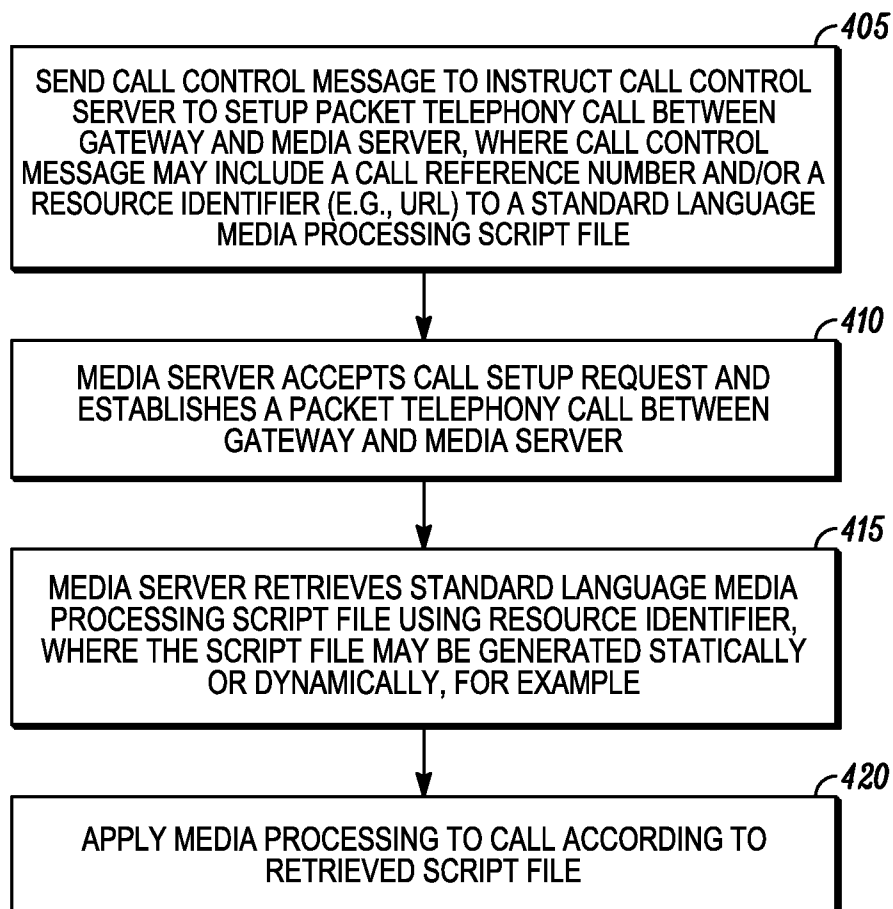 405
SEND CALL CONTROL MESSAGE TO INSTRUCT CALL CONTROL
SERVER TO SETUP PACKET TELEPHONY CALL BETWEEN
GATEWAY AND MEDIA SERVER, WHERE CALL CONTROL
MESSAGE MAY INCLUDE A CALL REFERENCE NUMBER AND/OR A
RESOURCE IDENTIFIER (E.G., URL) TO A STANDARD LANGUAGE
MEDIA PROCESSING SCRIPT FILE
410
MEDIA SERVER ACCEPTS CALL SETUP REQUEST AND
ESTABLISHES A PACKET TELEPHONY CALL BETWEEN
GATEWAY AND MEDIA SERVER
415
MEDIA SERVER RETRIEVES STANDARD LANGUAGE MEDIA
PROCESSING SCRIPT FILE USING RESOURCE IDENTIFIER,
WHERE THE SCRIPT FILE MAY BE GENERATED STATICALLY
OR DYNAMICALLY, FOR EXAMPLE
420
APPLY MEDIA PROCESSING TO CALL ACCORDING TO
RETRIEVED SCRIPT FILE